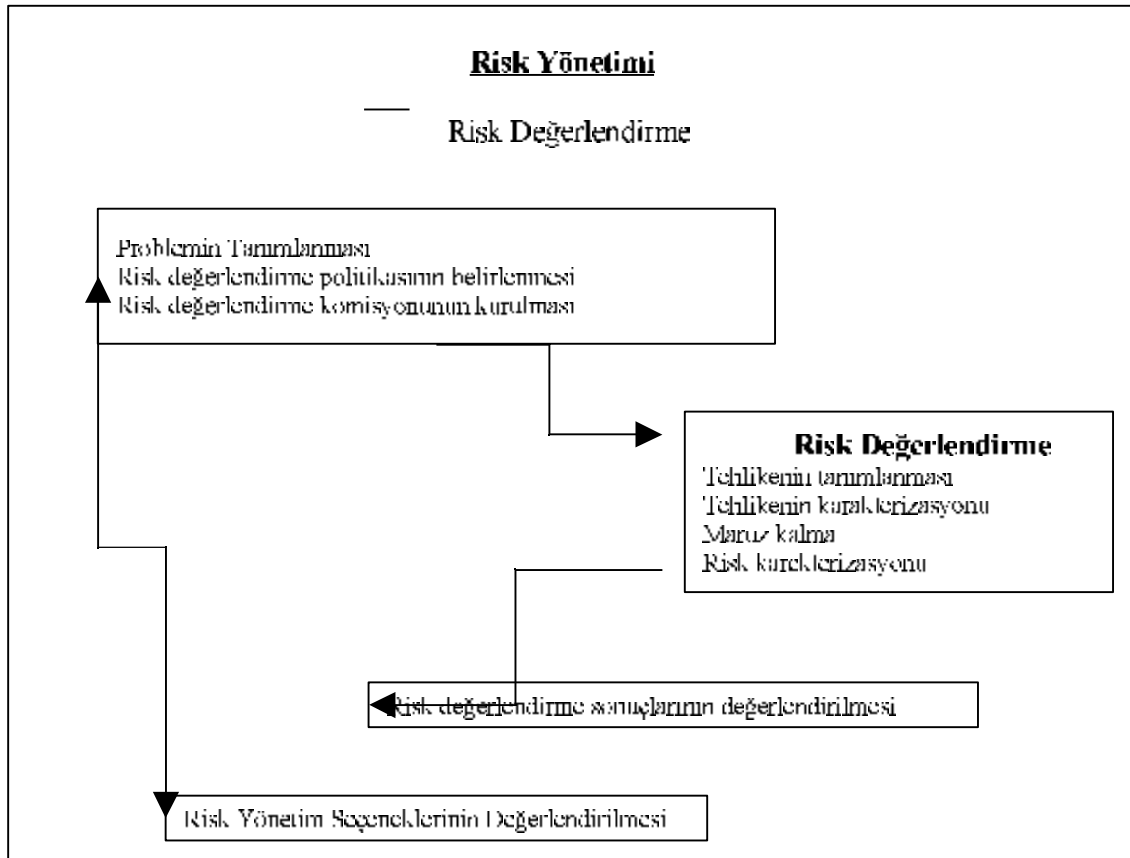 Risk Yönetimi
Risk Değerlendirme
Problemin Tanımlanması
Risk değerlendirme politikasının belirlenmesi
Risk değerlendirme komisyonunun kurulması
Risk Değerlendirme
Tehlikenin tanımlanması
Tehlikenin karakterizasyonu
Maruz kalma
Risk karekterizasyonu
Risk değerlendirme sonuçlarının değerlendirilmesi
Risk Yönetim Seçeneklerinin Değerlendirilmesi